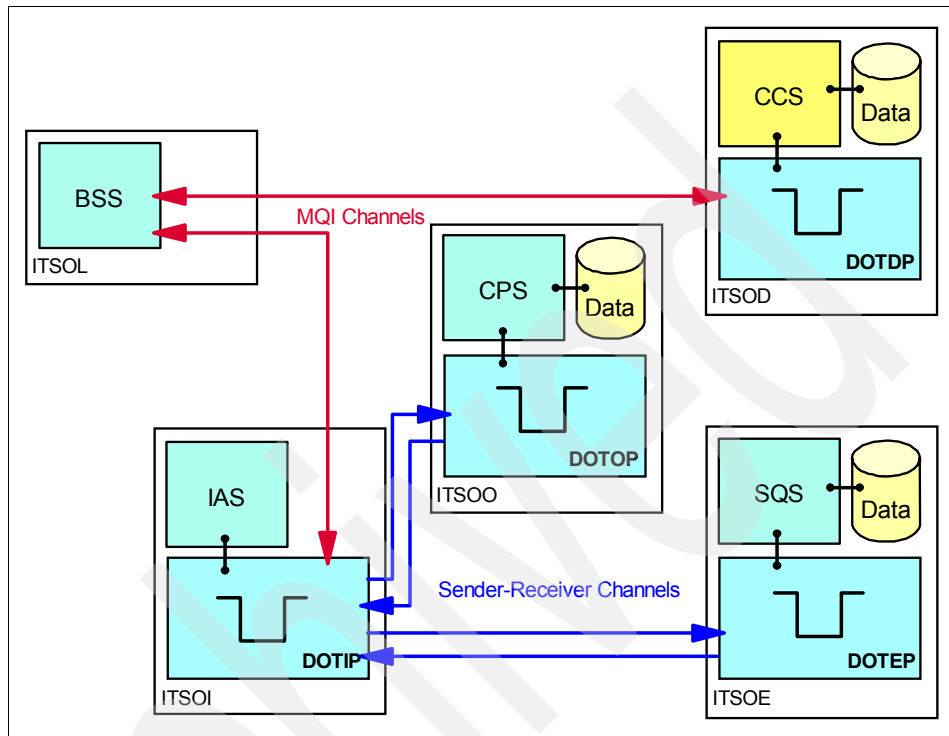 CCS
Data
BSS
MQI Channels
DOTDP
ITSOL
ITSOD
CPS
Data
DOTOP
ITSOO
IAS
SQS
Data
Sender-Receiver Channels
DOTIP
DOTEP
ITSOI
ITSOE